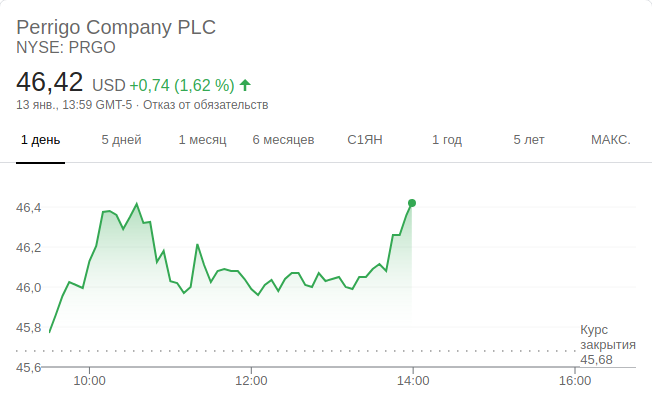 Perrigo Company PLC
NYSE: PRGO
46,42 USD +0,74 (1,62 %)
13 янв., 13:59 GMT-5 · Отказ от обязательств
1 день 5 дней 1 месяц 6 месяцев С1ЯН 1 год 5 лет МАКС.
46,4
46,2
46,0
45,8
Курс
закрытия
45,68
45,6
10:00 12:00 14:00 16:00